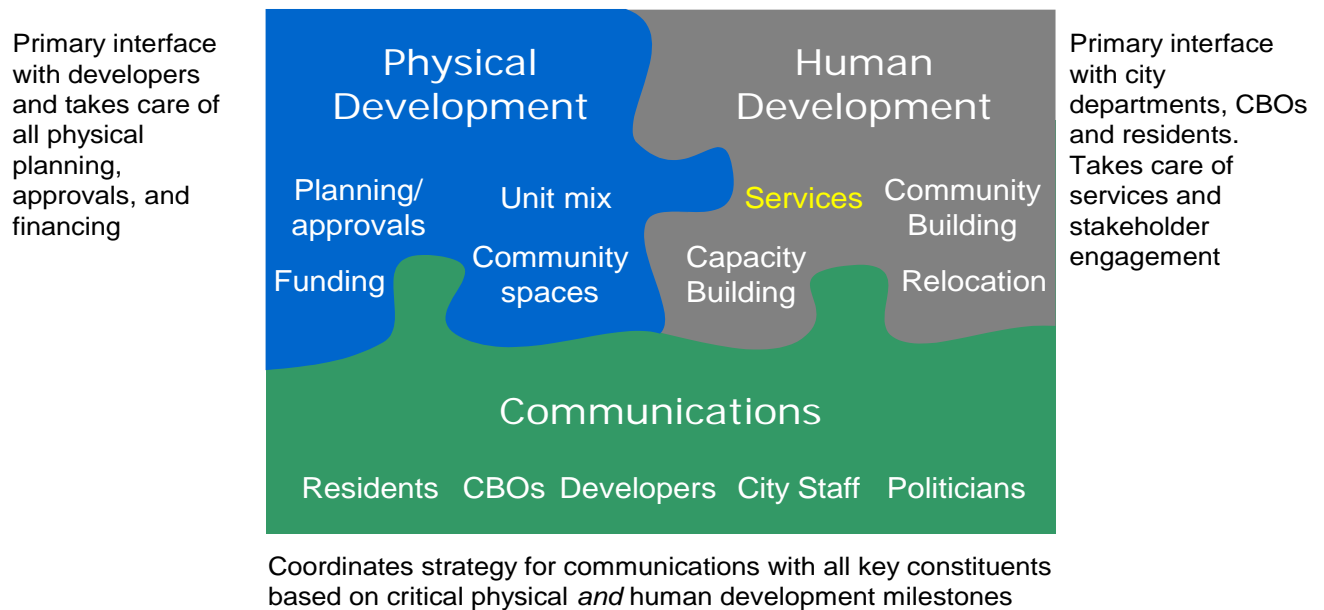 Primary interface
with developers
and takes care of
all physical
planning,
approvals, and
financing
Physical
Development
Planning/
approvals
Unit mix
Funding
Community
spaces
Human
Development
Services
Community
Building
Capacity
Building
Relocation
Primary interface
with city
departments, CBOs
and residents.
Takes care of
services and
stakeholder
engagement
Communications
Residents CBOs Developers City Staff Politicians
Coordinates strategy for communications with all key constituents
based on critical physical and human development milestones